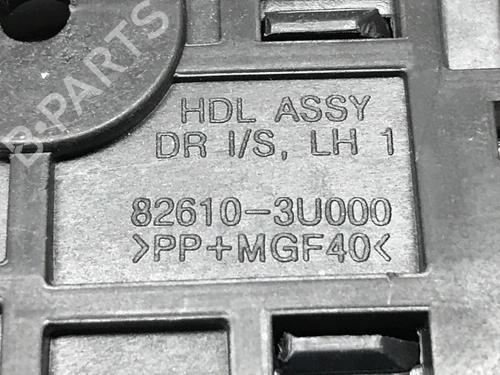 B-PARTS
HDL ASSY
DR I/S, LH 1
82610-3U000
>PP+MGF40<